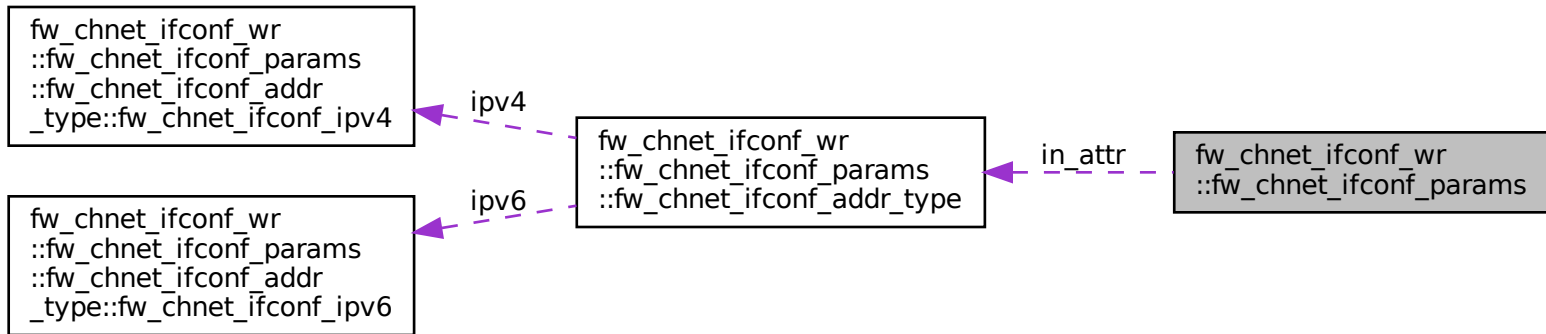 fw_chnet_ifconf_wr
::fw_chnet_ifconf_params
::fw_chnet_ifconf_addr
_type::fw_chnet_ifconf_ipv4
ipv4
fw_chnet_ifconf_wr
::fw_chnet_ifconf_params
::fw_chnet_ifconf_addr
_type::fw_chnet_ifconf_ipv6
ipv6
fw_chnet_ifconf_wr
::fw_chnet_ifconf_params
::fw_chnet_ifconf_addr_type
in_attr
fw_chnet_ifconf_wr
::fw_chnet_ifconf_params